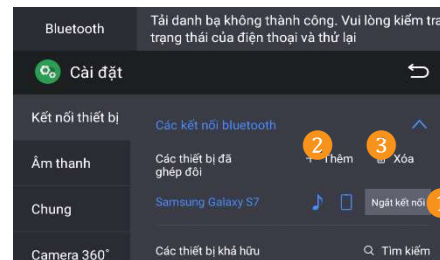 Bluetooth
Tải danh bạ không thành công. Vui lòng kiểm tra
trạng thái của điện thoại và thử lại
Cài đặt
Kết nối thiết bị
Các kết nối bluetooth
2
3
Âm thanh
Các thiết bị đã
ghép đôi
+ Thêm
Xóa
Chung
Samsung Galaxy S7
Ngắt kết nối
1
Camera 360°
Các thiết bị khả hữu
Tìm kiếm